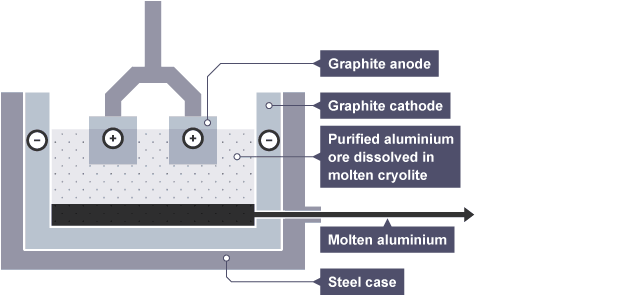 Graphite anode
Graphite cathode
Purified aluminium
ore dissolved in
molten cryolite
Molten aluminium
Steel case
− + + −